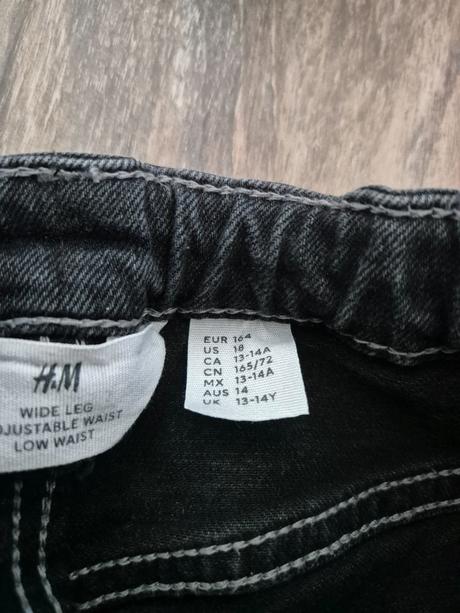 H&M
WIDE LEG
ADJUSTABLE WAIST
LOW WAIST
EUR 164
US 18
CA 13-14A
CN 165/72
MX 13-14A
AUS 14
UK 13-14Y